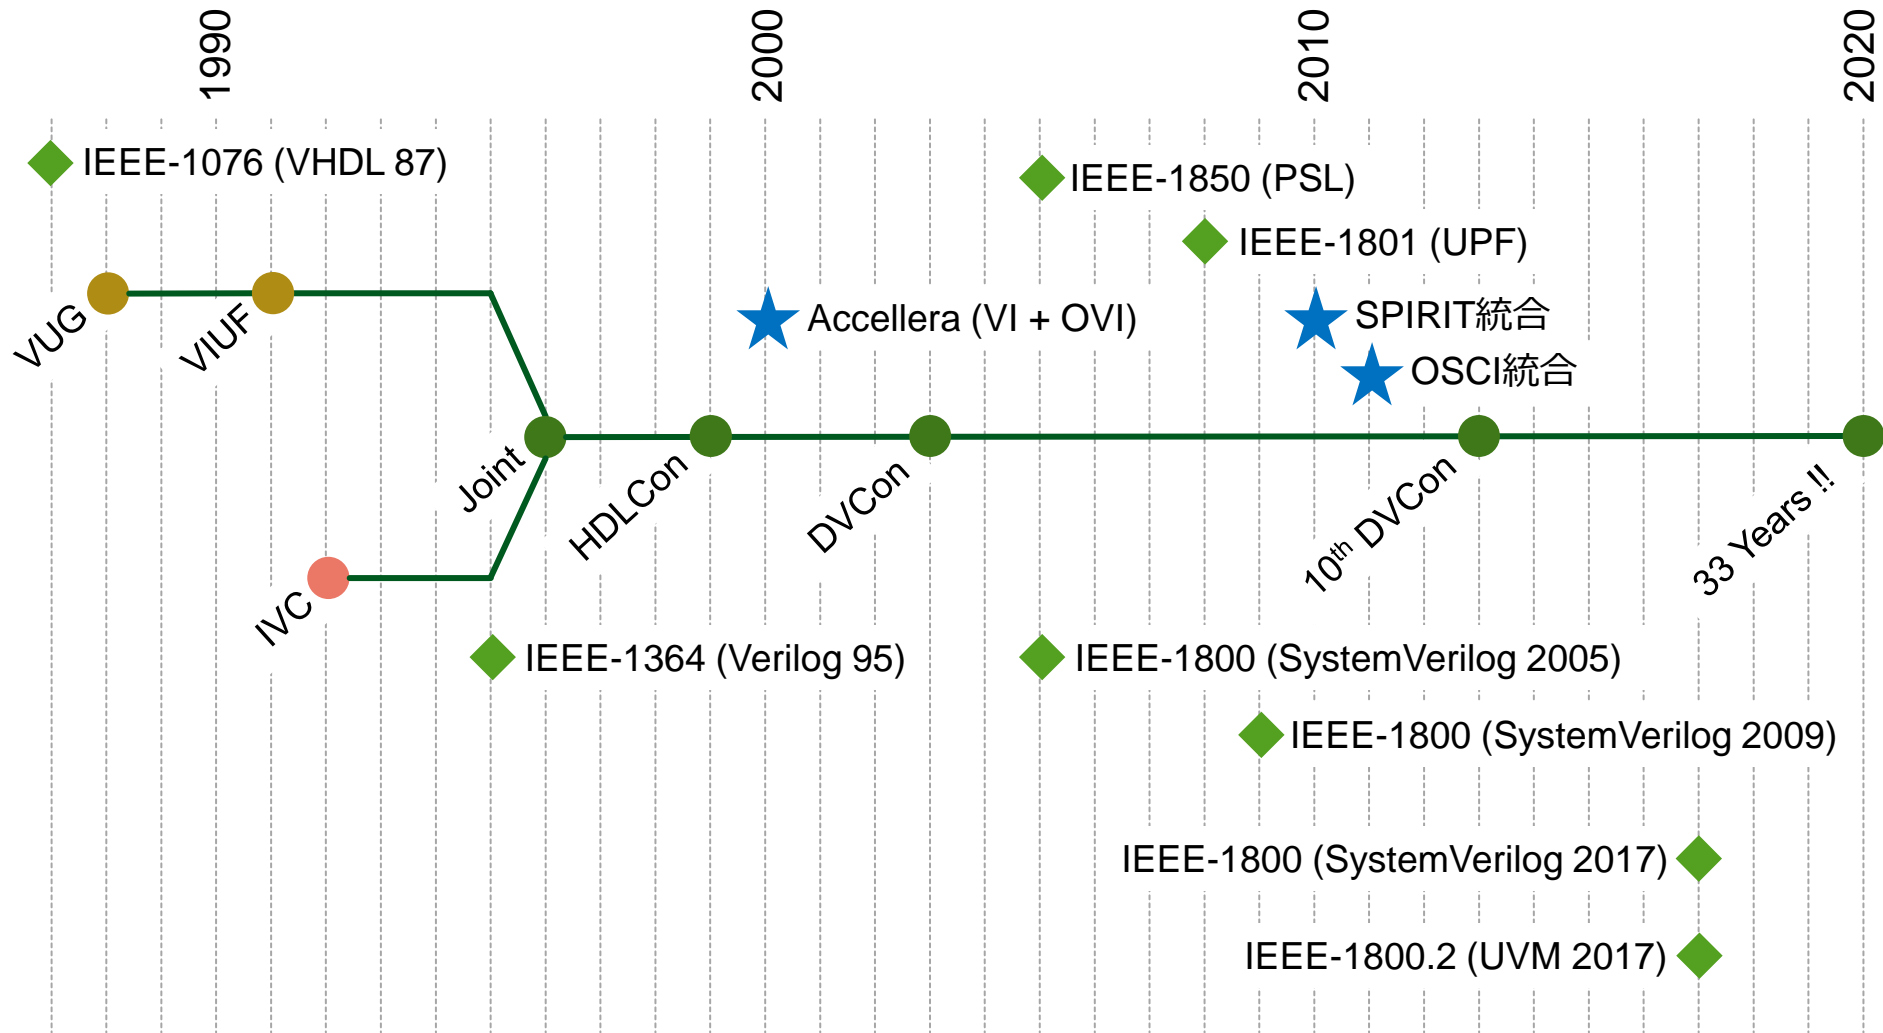 1990
2000
2010
2020
IEEE-1076 (VHDL 87)
IEEE-1850 (PSL)
IEEE-1801 (UPF)
VUG
VIUF
Accellera (VI + OVI)
SPIRIT統合
OSCI統合
Joint
HDLCon
DVCon
10th DVCon
33 Years !!
IVC
IEEE-1364 (Verilog 95)
IEEE-1800 (SystemVerilog 2005)
IEEE-1800 (SystemVerilog 2009)
IEEE-1800 (SystemVerilog 2017)
IEEE-1800.2 (UVM 2017)